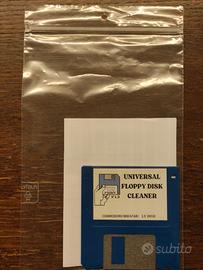 UNIVERSAL
FLOPPY DISK
CLEANER
subito